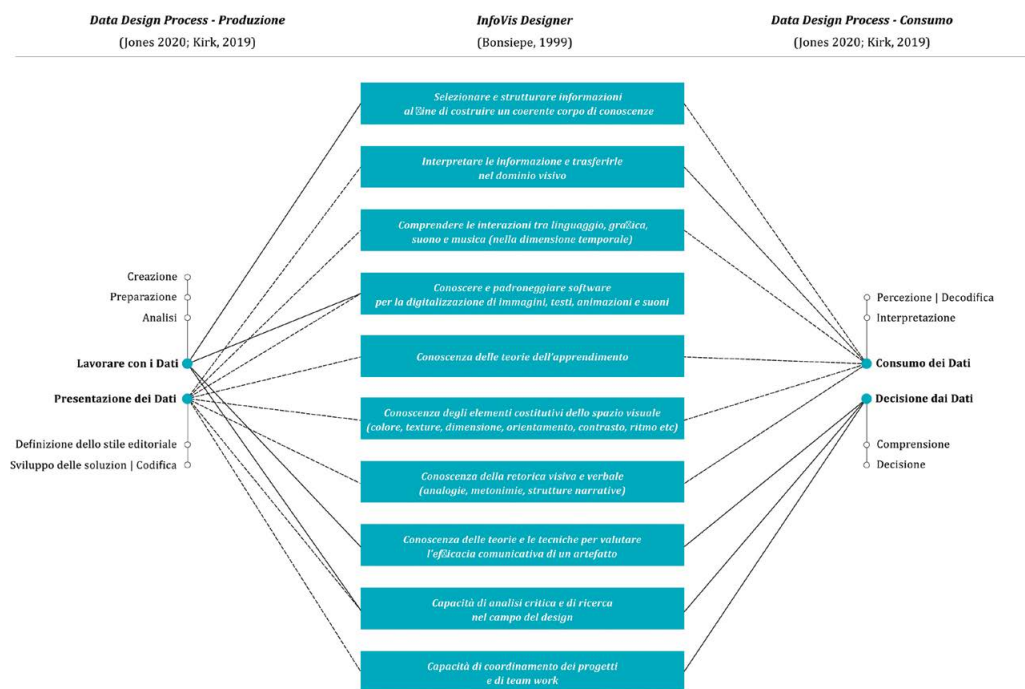 Data Design Process - Produzione
(Jones 2020; Kirk, 2019)
InfoVis Designer
(Bonsiepe, 1999)
Data Design Process - Consumo
(Jones 2020; Kirk, 2019)
Creazione
Preparazione
Analisi
Lavorare con i Dati
Presentazione dei Dati
Definizione dello stile editoriale
Sviluppo delle soluzion | Codifica
Selezionare e strutturare informazioni
al⍰ine di costruire un coerente corpo di conoscenze
Interpretare le informazione e trasferirle
nel dominio visivo
Comprendere le interazioni tra linguaggio, gra⍰ica,
suono e musica (nella dimensione temporale)
Conoscere e padroneggiare software
per la digitalizzazione di immagini, testi, animazioni e suoni
Conoscenza delle teorie dell'apprendimento
Conoscenza degli elementi costitutivi dello spazio visuale
(colore, texture, dimensione, orientamento, contrasto, ritmo etc)
Conoscenza della retorica visiva e verbale
(analogie, metonimie, strutture narrative)
Conoscenza delle teorie e le tecniche per valutare
l'ef⍰icacia comunicativa di un artefatto
Capacità di analisi critica e di ricerca
nel campo del design
Capacità di coordinamento dei progetti
e di team work
Percezione | Decodifica
Interpretazione
Consumo dei Dati
Decisione dai Dati
Comprensione
Decisione